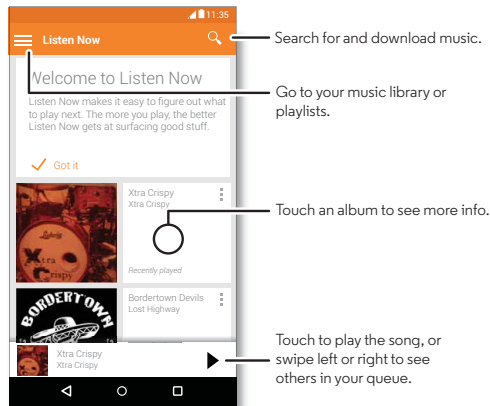 11:35
Listen Now
Search for and download music.
Welcome to Listen Now
Listen Now makes it easy to figure out what
to play next. The more you play, the better
Listen Now gets at surfacing good stuff.
Go to your music library or
playlists.
Got it
Ludwig
Xtra
Crispy
Xtra Crispy
Xtra Crispy
Recently played
Touch an album to see more info.
BORDERTOWN
Bordertown Devils
Lost Highway
Xtra Crispy
Xtra Crispy
Touch to play the song, or
swipe left or right to see
others in your queue.